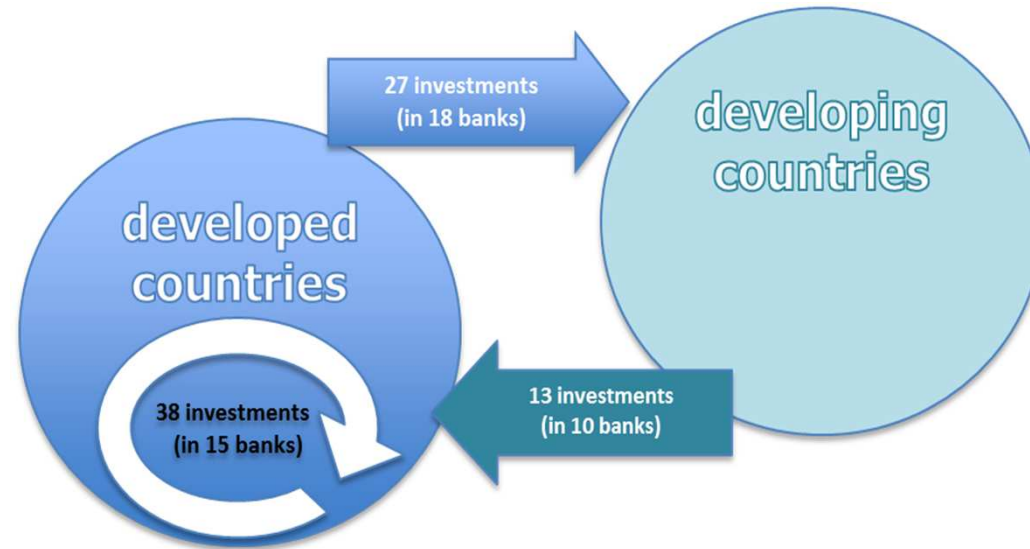 27 investments
(in 18 banks)
developing
countries
developed
countries
38 investments
(in 15 banks)
13 investments
(in 10 banks)